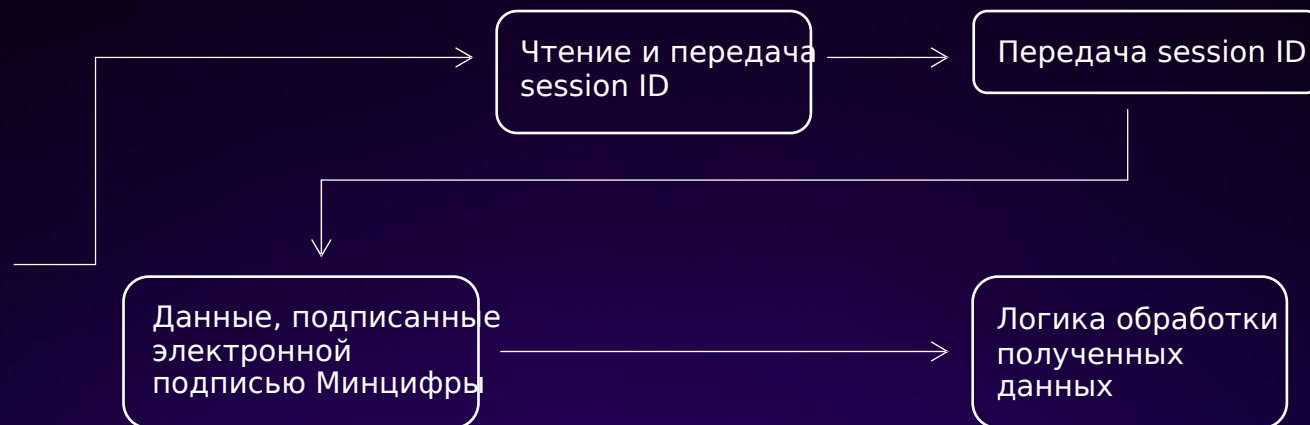 Чтение и передача
session ID
Передача session ID
Данные, подписанные
электронной
подписью Минцифры
Логика обработки
полученных
данных